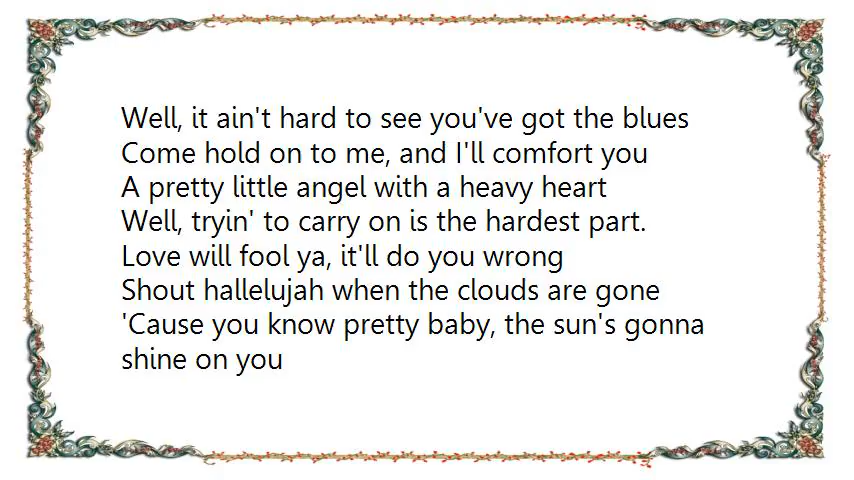 Well, it ain't hard to see you've got the blues
Come hold on to me, and I'll comfort you
A pretty little angel with a heavy heart
Well, tryin' to carry on is the hardest part.
Love will fool ya, it'll do you wrong
Shout hallelujah when the clouds are gone
'Cause you know pretty baby, the sun's gonna
shine on you